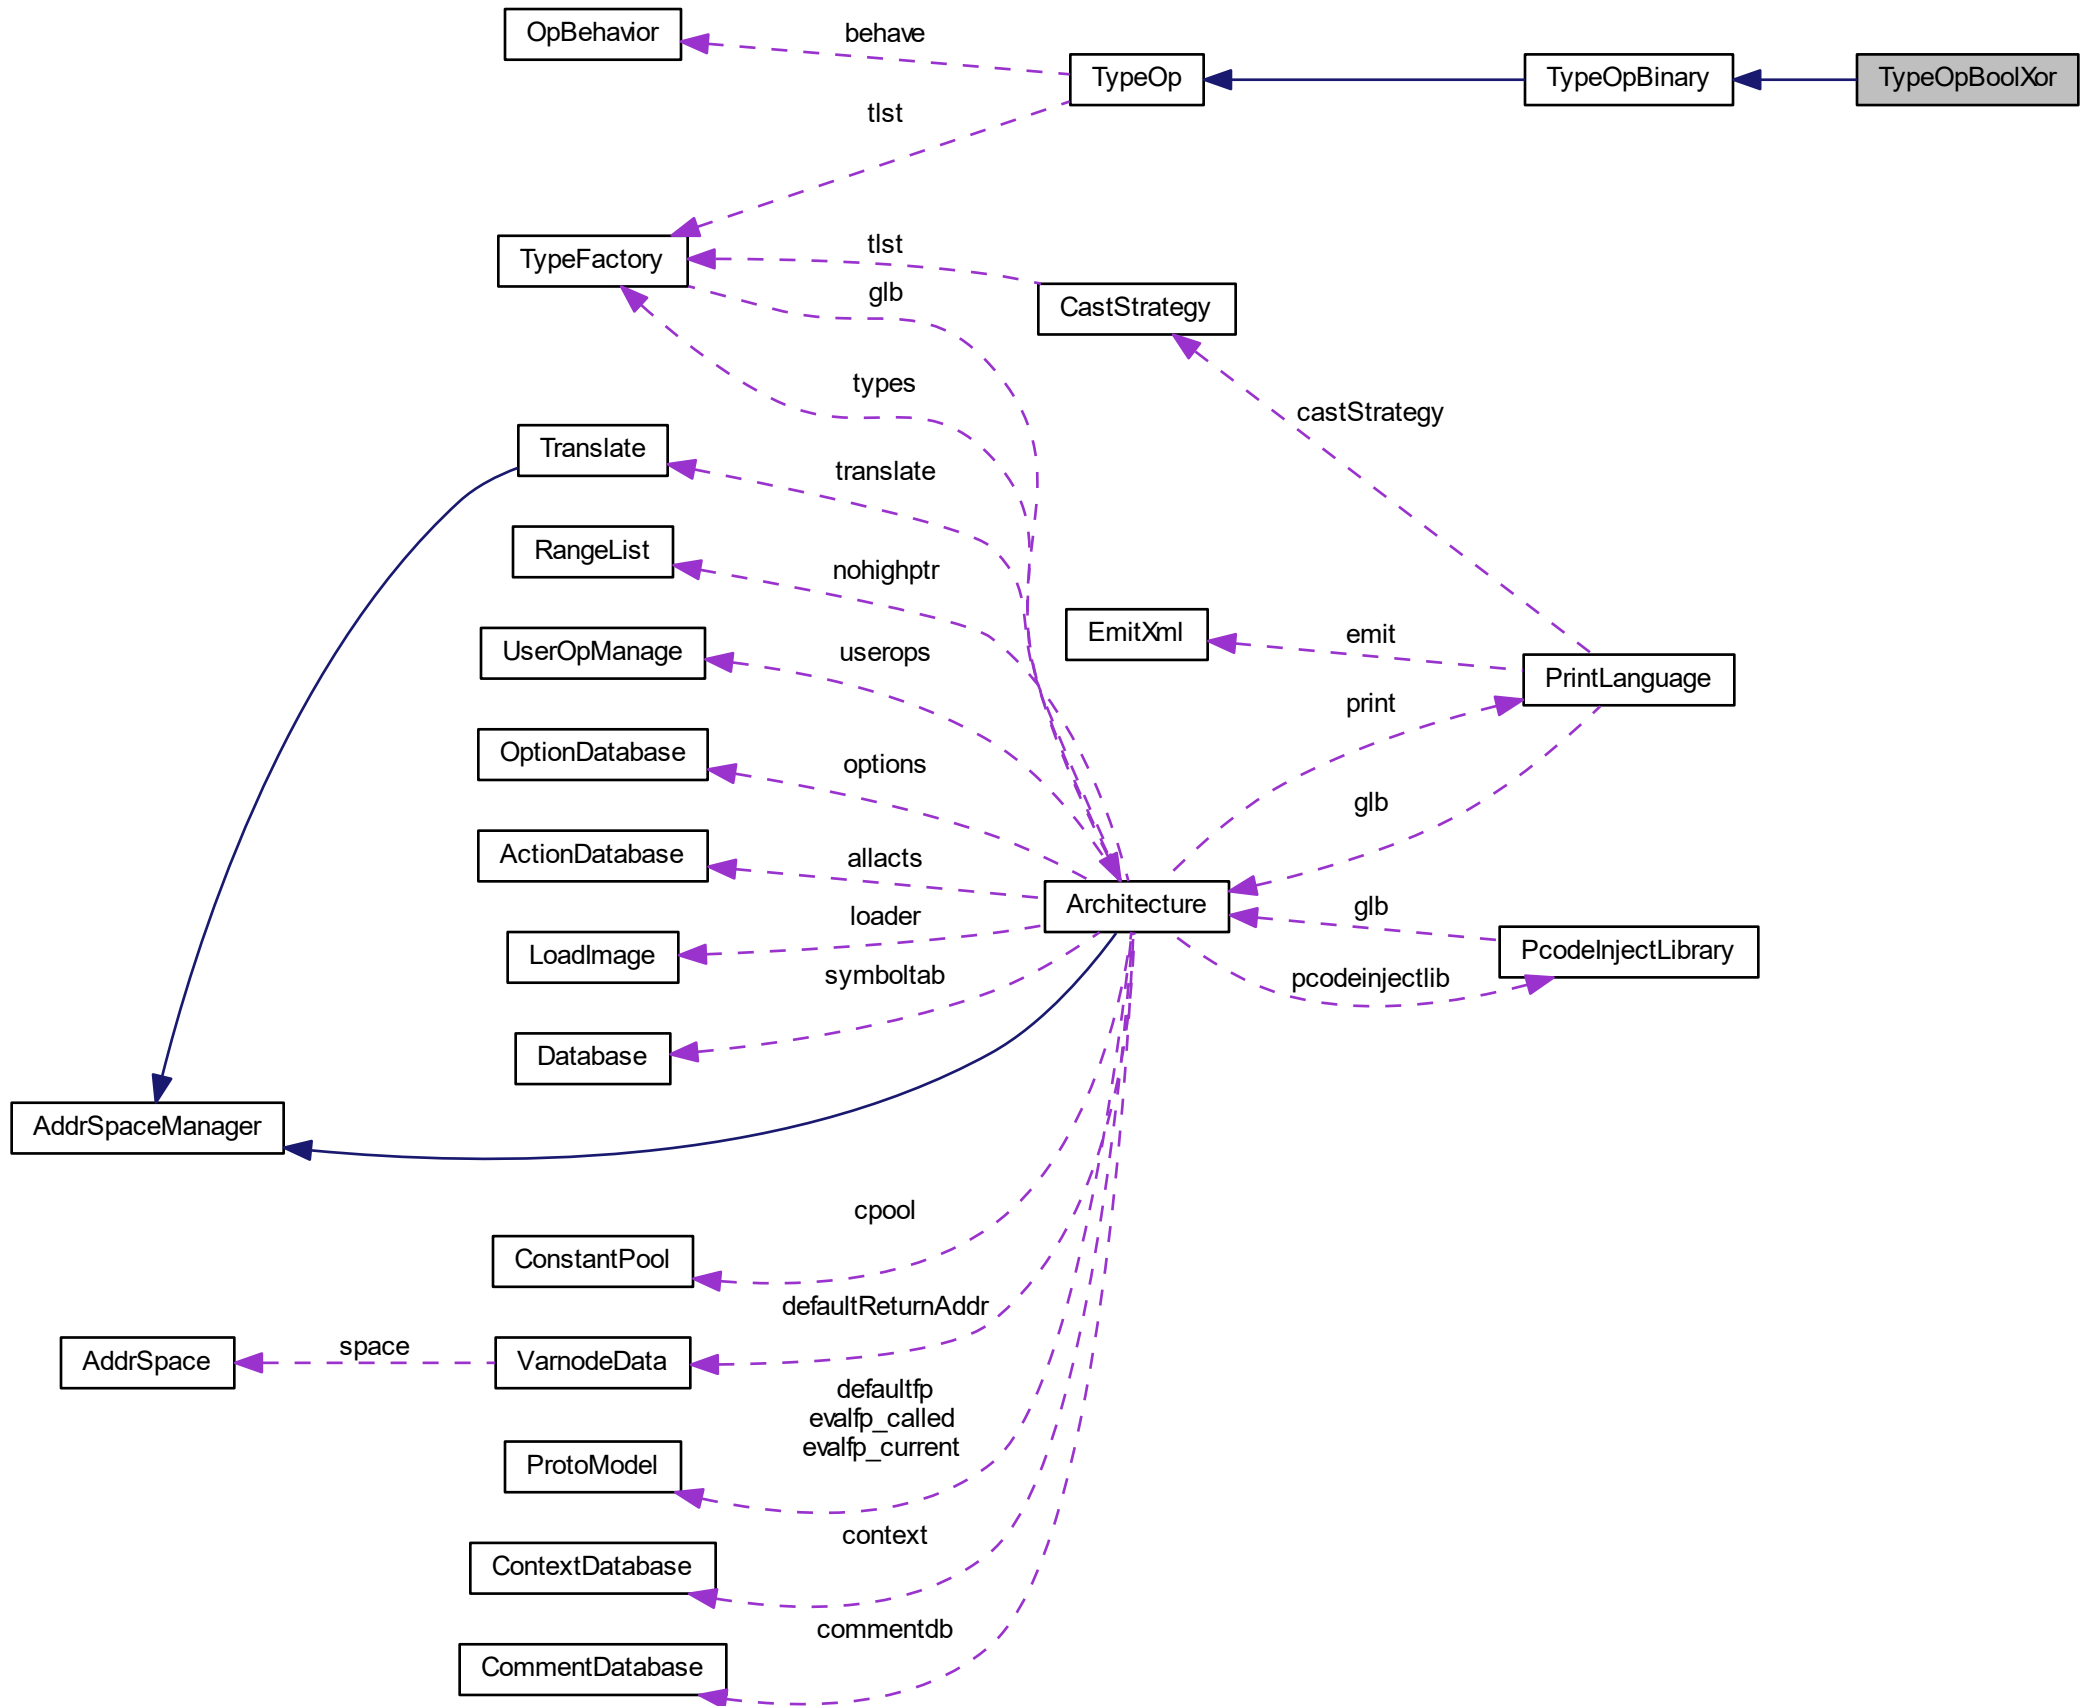 OpBehavior
behave
TypeOp
TypeOpBinary
TypeOpBoolXor
tlst
TypeFactory
tlst
glb
CastStrategy
types
castStrategy
Translate
translate
RangeList
nohighptr
EmitXml
emit
UserOpManage
userops
PrintLanguage
print
OptionDatabase
options
glb
ActionDatabase
allacts
Architecture
glb
LoadImage
loader
PcodeInjectLibrary
symboltab
pcodeinjectlib
Database
AddrSpaceManager
cpool
ConstantPool
defaultReturnAddr
AddrSpace
space
VarnodeData
defaultfp
evalfp_called
evalfp_current
ProtoModel
context
ContextDatabase
commentdb
CommentDatabase